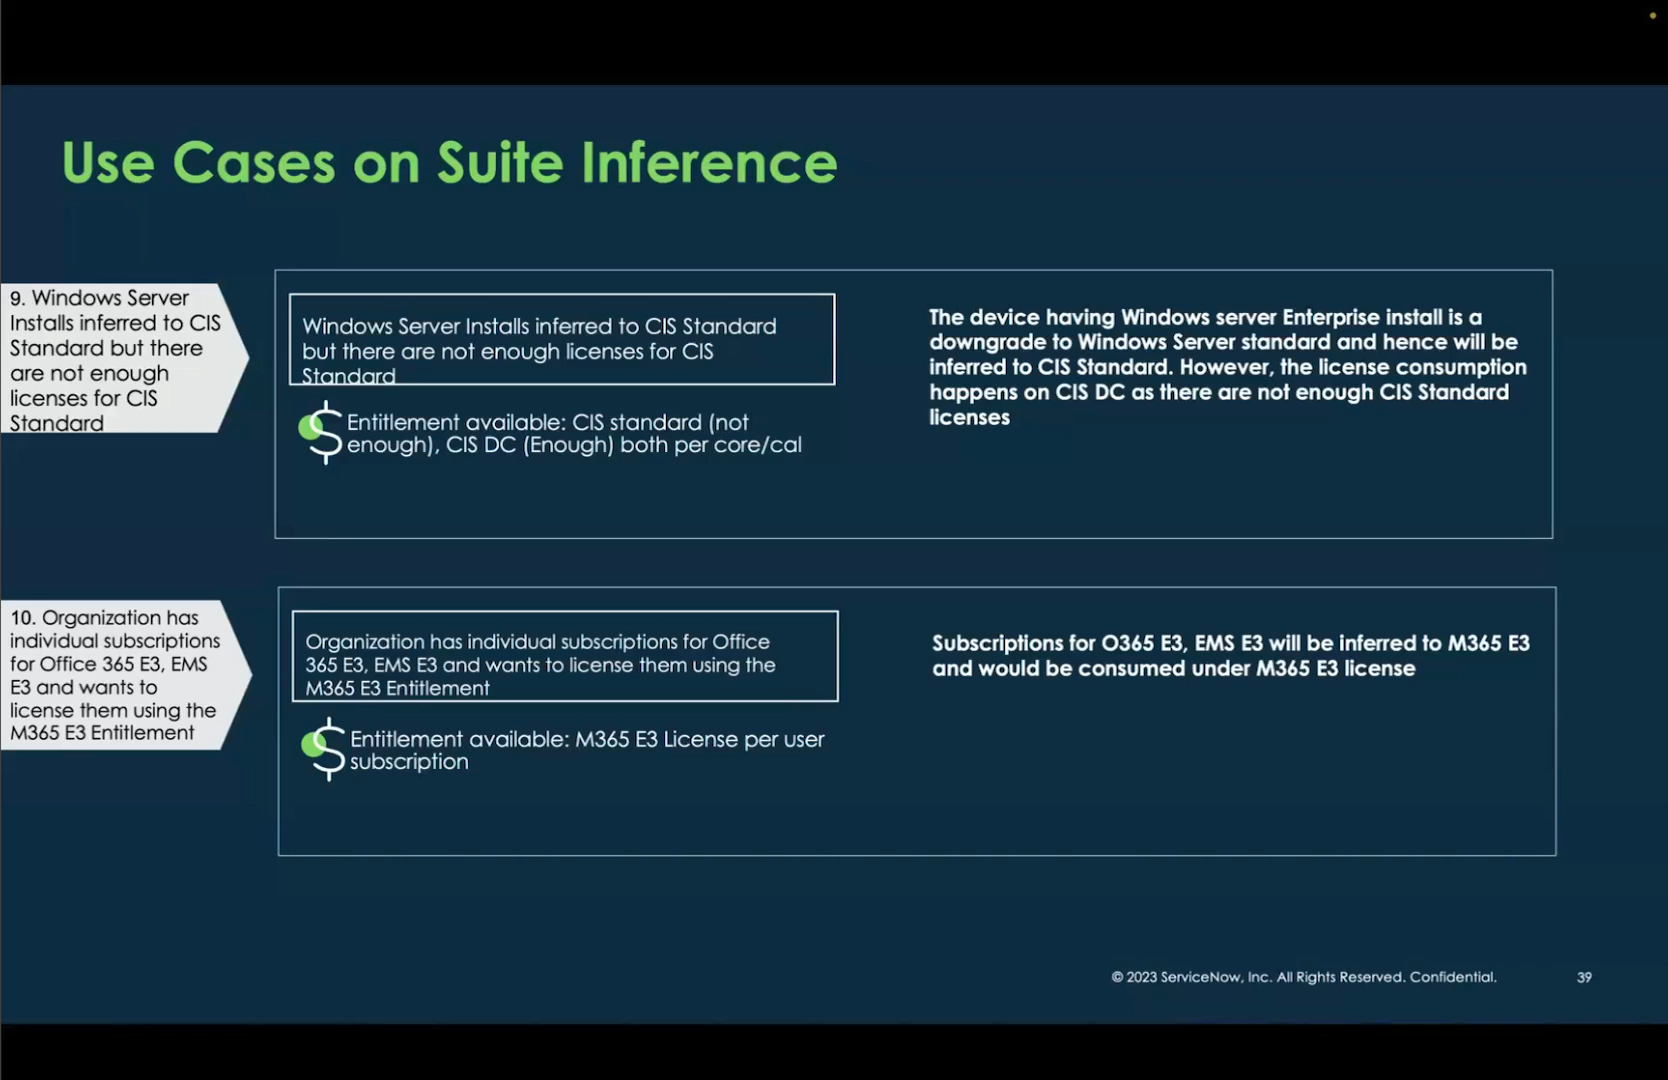 Use Cases on Suite Inference
9. Windows Server
Installs inferred to CIS
Standard but there
are not enough
licenses for CIS
Standard
Windows Server Installs inferred to CIS Standard
but there are not enough licenses for CIS
Standard
Entitlement available: CIS standard (not
enough), CIS DC (Enough) both per core/cal
The device having Windows server Enterprise install is a
downgrade to Windows Server standard and hence will be
inferred to CIS Standard. However, the license consumption
happens on CIS DC as there are not enough CIS Standard
licenses
10. Organization has
individual subscriptions
for Office 365 E3, EMS
E3 and wants to
license them using the
M365 E3 Entitlement
Organization has individual subscriptions for Office
365 E3, EMS E3 and wants to license them using the
M365 E3 Entitlement
Entitlement available: M365 E3 License per user
subscription
Subscriptions for O365 E3, EMS E3 will be inferred to M365 E3
and would be consumed under M365 E3 license
© 2023 ServiceNow, Inc. All Rights Reserved. Confidential.
39